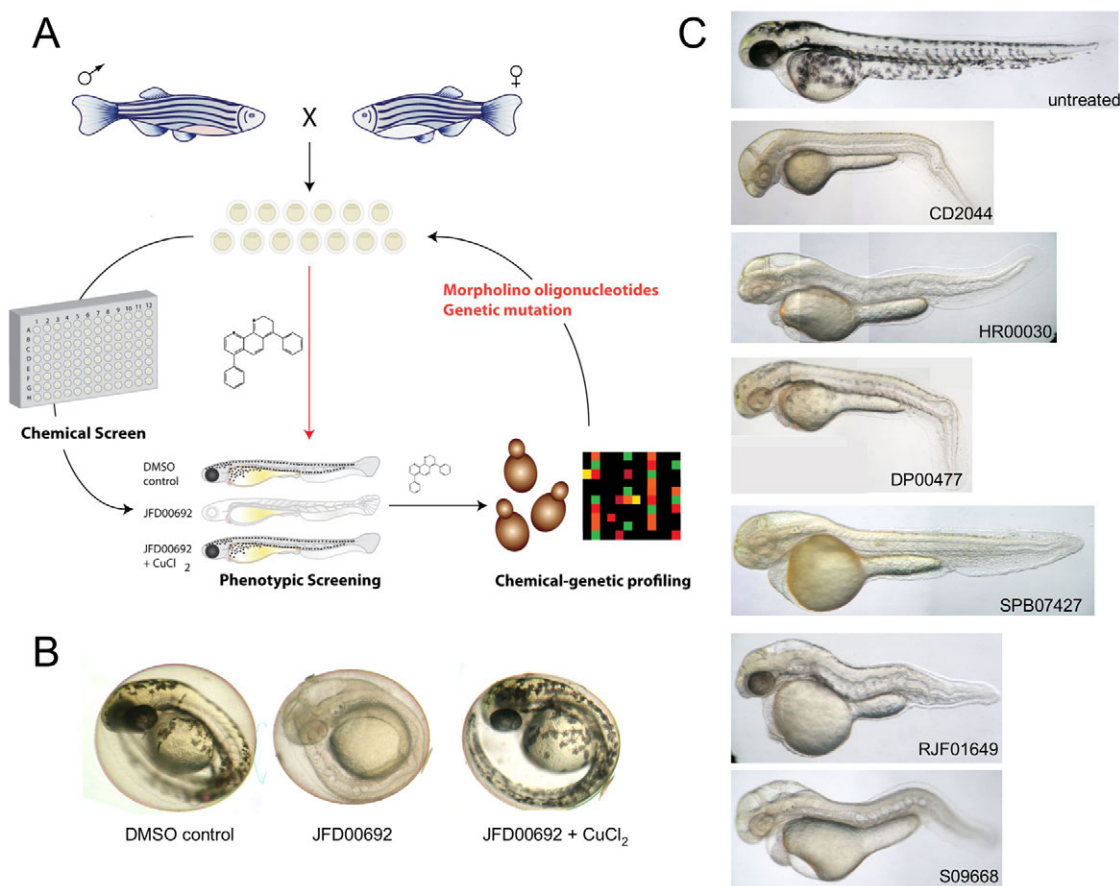 A
♂
♀
X
Morpholino oligonucleotides
Genetic mutation
1 2 3 4 5 6 7 8 9 10 11 12
A
B
C
D
E
F
G
H
Chemical Screen
DMSO
control
JFD00692
JFD00692
+ CuCl2
Phenotypic Screening
Chemical-genetic profiling
B
DMSO control
JFD00692
JFD00692 + CuCl2
C
untreated
CD2044
HR00030
DP00477
SPB07427
RJF01649
S09668